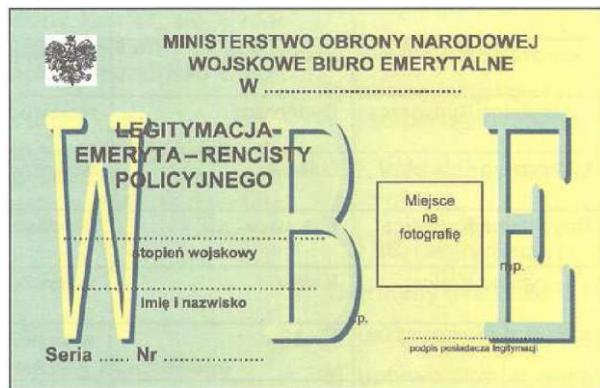 MINISTERSTWO OBRONY NARODOWEJ
WOJSKOWE BIURO EMERYTALNE
W ....................................
W B E
LEGITYMACJA-
EMERYTA – RENCISTY
POLICYJNEGO
Miejsce
na
fotografię
stopień wojskowy
mp.
Imię i nazwisko
Seria ...... Nr ...................
podpis posiadacza legitymacji